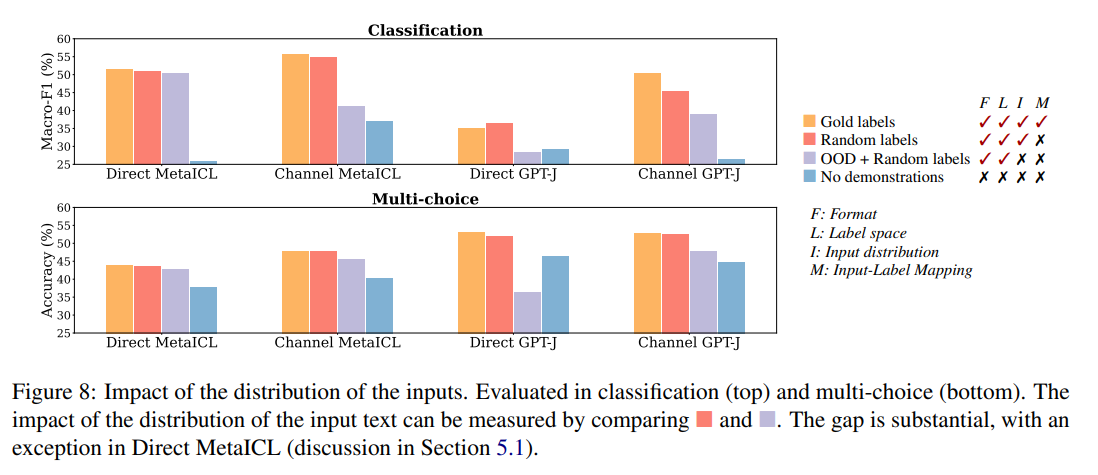 Classification
Macro-F1 (%)
60
55
50
45
40
35
30
25
Direct MetaICL Channel MetaICL Direct GPT-J Channel GPT-J
Multi-choice
Accuracy (%)
60
55
50
45
40
35
30
25
Direct MetaICL Channel MetaICL Direct GPT-J Channel GPT-J
F L I M
Gold labels ✓ ✓ ✓ ✓
Random labels ✓ ✓ ✓ ✗
OOD + Random labels ✓ ✓ ✗ ✗
No demonstrations ✗ ✗ ✗ ✗
F: Format
L: Label space
I: Input distribution
M: Input-Label Mapping
Figure 8: Impact of the distribution of the inputs. Evaluated in classification (top) and multi-choice (bottom). The
impact of the distribution of the input text can be measured by comparing ■ and ■. The gap is substantial, with an
exception in Direct MetaICL (discussion in Section 5.1).